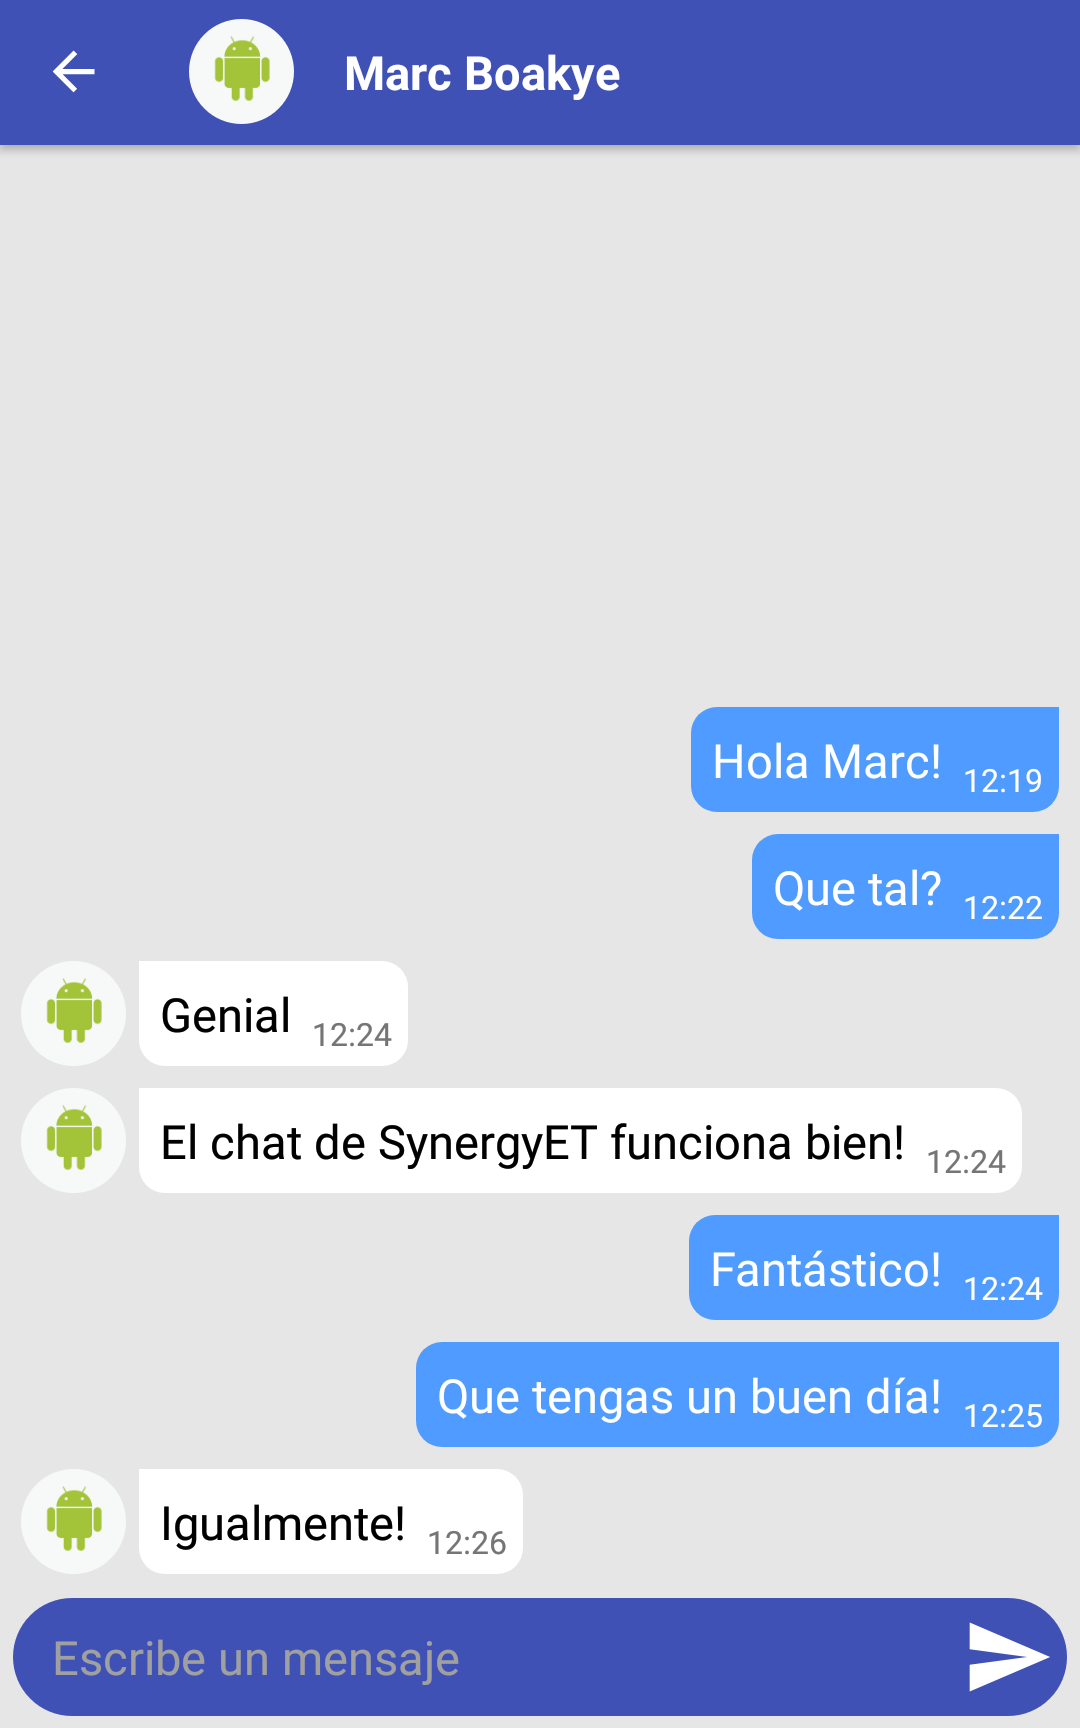 Marc Boakye
Hola Marc! 12:19
Que tal? 12:22
Genial 12:24
El chat de SynergyET funciona bien! 12:24
Fantástico! 12:24
Que tengas un buen día! 12:25
Igualmente! 12:26
Escribe un mensaje